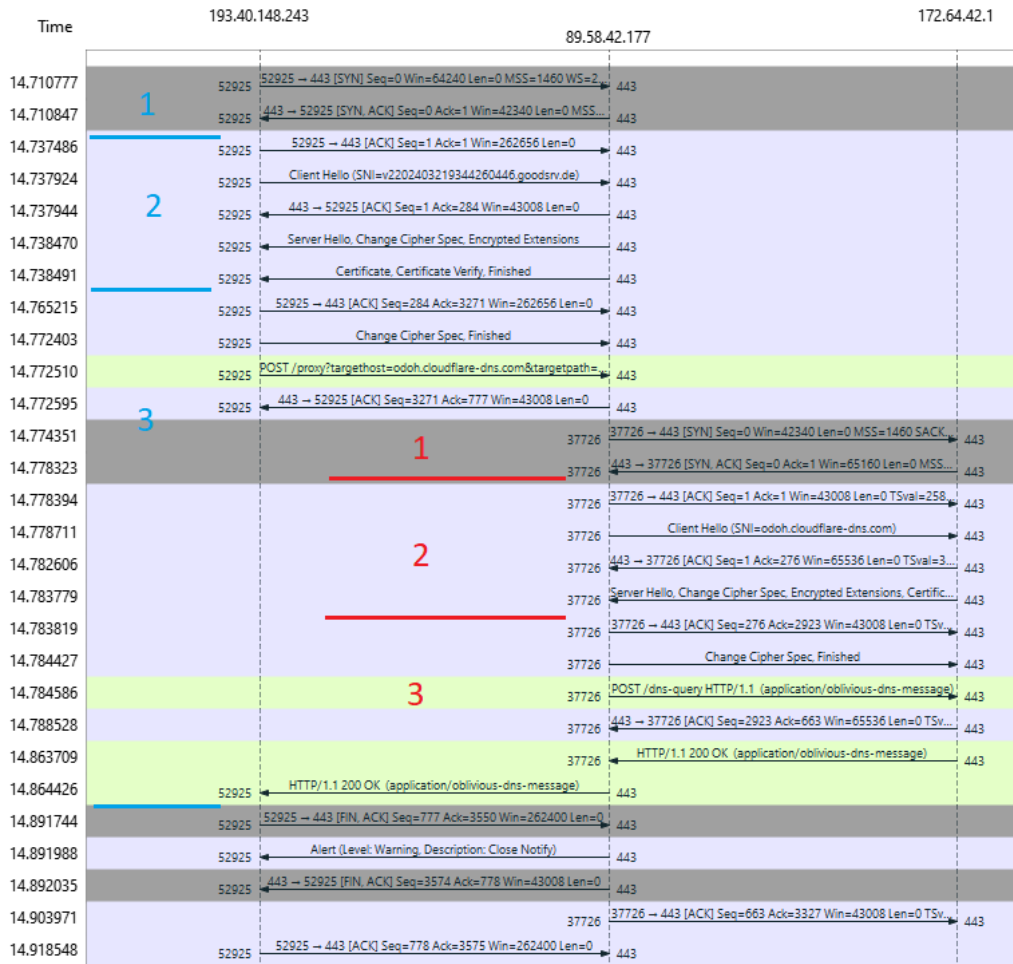 193.40.148.243 172.64.42.1
Time 89.58.42.177
14.710777 52925 52925 → 443 [SYN] Seq=0 Win=64240 Len=0 MSS=1460 WS=2... 443
1
14.710847 52925 443 → 52925 [SYN, ACK] Seq=0 Ack=1 Win=42340 Len=0 MSS... 443
14.737486 52925 52925 → 443 [ACK] Seq=1 Ack=1 Win=262656 Len=0 443
14.737924 52925 Client Hello (SNI=v2202403219344260446.goodsrv.de) 443
2
14.737944 52925 443 → 52925 [ACK] Seq=1 Ack=284 Win=43008 Len=0 443
14.738470 52925 Server Hello, Change Cipher Spec, Encrypted Extensions 443
14.738491 52925 Certificate, Certificate Verify, Finished 443
14.765215 52925 52925 → 443 [ACK] Seq=284 Ack=3271 Win=262656 Len=0 443
14.772403 52925 Change Cipher Spec, Finished 443
14.772510 52925 POST /proxy?targethost=odoh.cloudflare-dns.com&targetpath=... 443
14.772595 52925 443 → 52925 [ACK] Seq=3271 Ack=777 Win=43008 Len=0 443
3
14.774351 37726 37726 → 443 [SYN] Seq=0 Win=42340 Len=0 MSS=1460 SACK... 443
1
14.778323 37726 443 → 37726 [SYN, ACK] Seq=0 Ack=1 Win=65160 Len=0 MSS... 443
14.778394 37726 37726 → 443 [ACK] Seq=1 Ack=1 Win=43008 Len=0 TSval=258... 443
14.778711 37726 Client Hello (SNI=odoh.cloudflare-dns.com) 443
2
14.782606 37726 443 → 37726 [ACK] Seq=1 Ack=276 Win=65536 Len=0 TSval=3... 443
14.783779 37726 Server Hello, Change Cipher Spec, Encrypted Extensions, Certific... 443
14.783819 37726 37726 → 443 [ACK] Seq=276 Ack=2923 Win=43008 Len=0 TSv... 443
14.784427 37726 Change Cipher Spec, Finished 443
3
14.784586 37726 POST /dns-query HTTP/1.1 (application/oblivious-dns-message) 443
14.788528 37726 443 → 37726 [ACK] Seq=2923 Ack=663 Win=65536 Len=0 TSv... 443
14.863709 37726 HTTP/1.1 200 OK (application/oblivious-dns-message) 443
14.864426 52925 HTTP/1.1 200 OK (application/oblivious-dns-message) 443
14.891744 52925 52925 → 443 [FIN, ACK] Seq=777 Ack=3550 Win=262400 Len=0 443
14.891988 52925 Alert (Level: Warning, Description: Close Notify) 443
14.892035 52925 443 → 52925 [FIN, ACK] Seq=3574 Ack=778 Win=43008 Len=0 443
14.903971 37726 37726 → 443 [ACK] Seq=663 Ack=3327 Win=43008 Len=0 TSv... 443
14.918548 52925 52925 → 443 [ACK] Seq=778 Ack=3575 Win=262400 Len=0 443